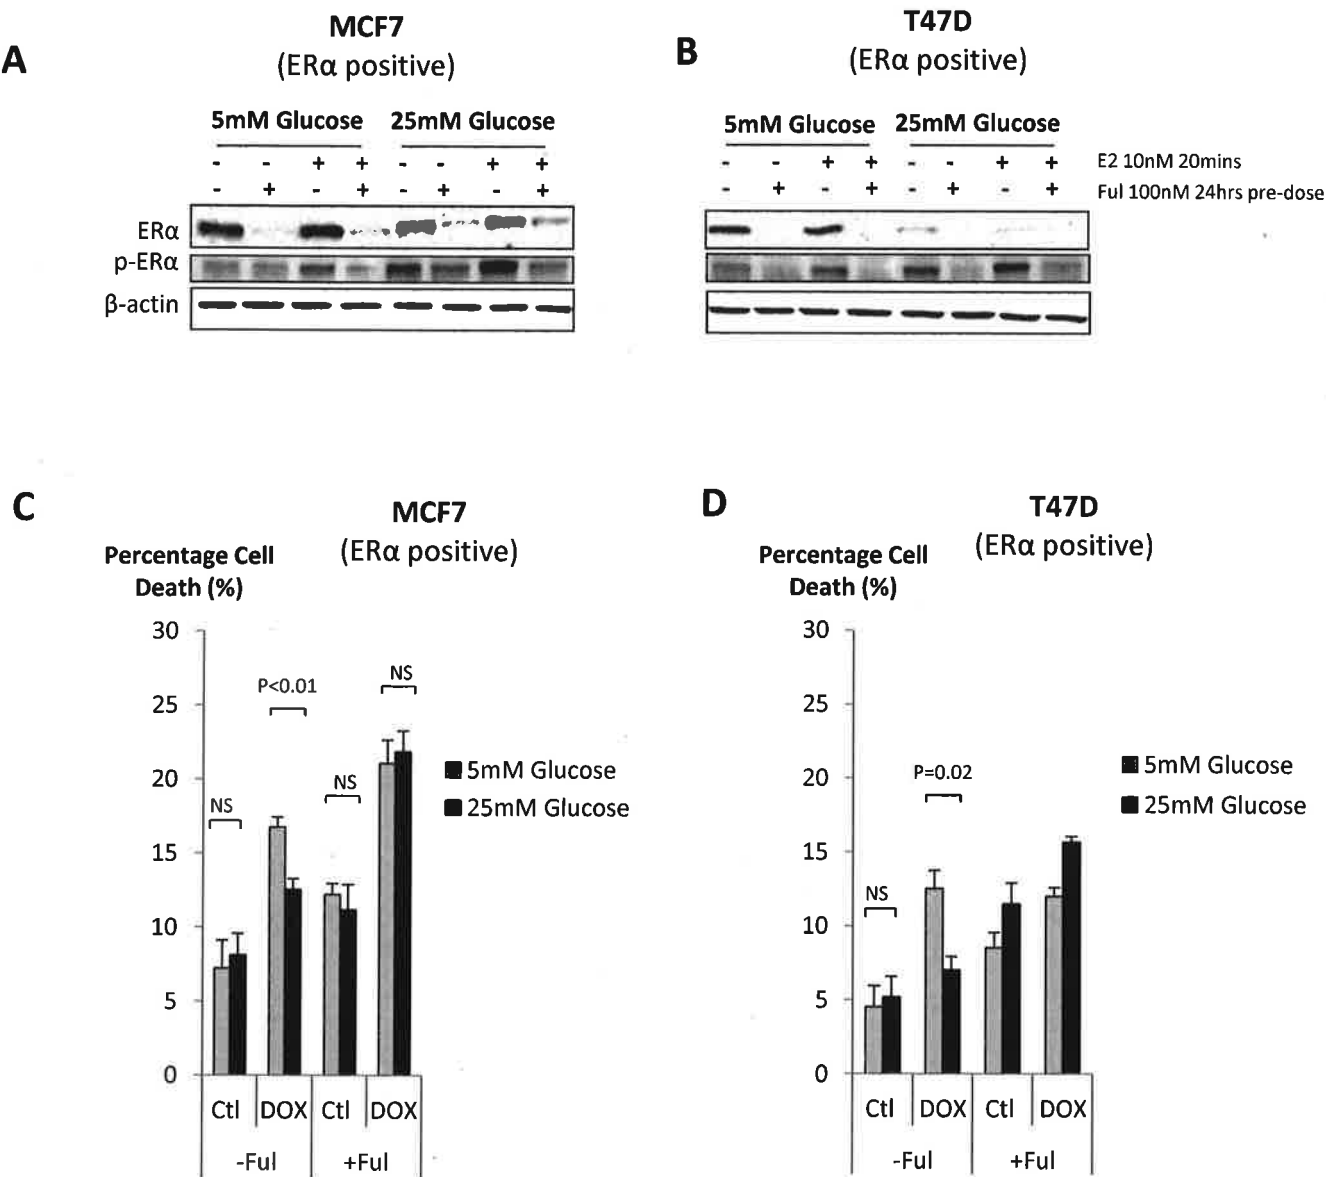 A
MCF7
(ERα positive)
5mM Glucose 25mM Glucose
- - + + - - + +
- + - + - + - +
ERα
p-ERα
β-actin
B
T47D
(ERα positive)
5mM Glucose 25mM Glucose
- - + + - - + + E2 10nM 20mins
- + - + - + - + Ful 100nM 24hrs pre-dose
C
MCF7
(ERα positive)
Percentage Cell
Death (%)
30
25
20
15
10
5
0
NS
P<0.01
NS
NS
5mM Glucose
25mM Glucose
Ctl DOX Ctl DOX
-Ful +Ful
D
T47D
(ERα positive)
Percentage Cell
Death (%)
30
25
20
15
10
5
0
NS
P=0.02
5mM Glucose
25mM Glucose
Ctl DOX Ctl DOX
-Ful +Ful